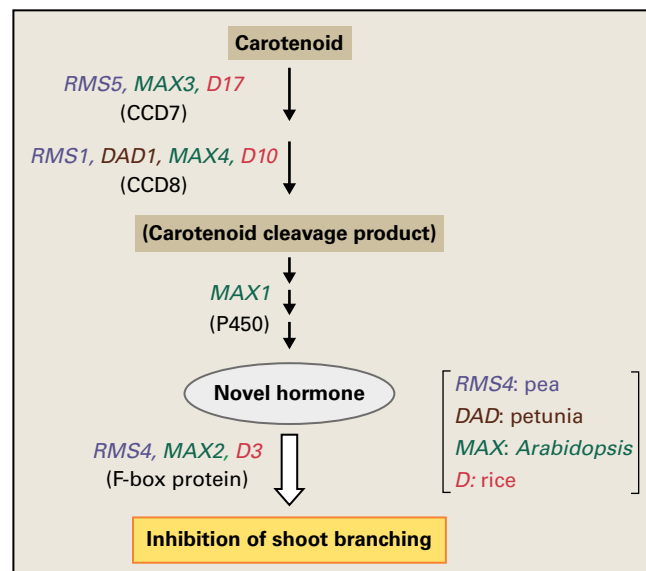 Carotenoid
RMS5, MAX3, D17
(CCD7)
RMS1, DAD1, MAX4, D10
(CCD8)
(Carotenoid cleavage product)
MAX1
(P450)
Novel hormone
RMS4, MAX2, D3
(F-box protein)
Inhibition of shoot branching
RMS4: pea
DAD: petunia
MAX: Arabidopsis
D: rice